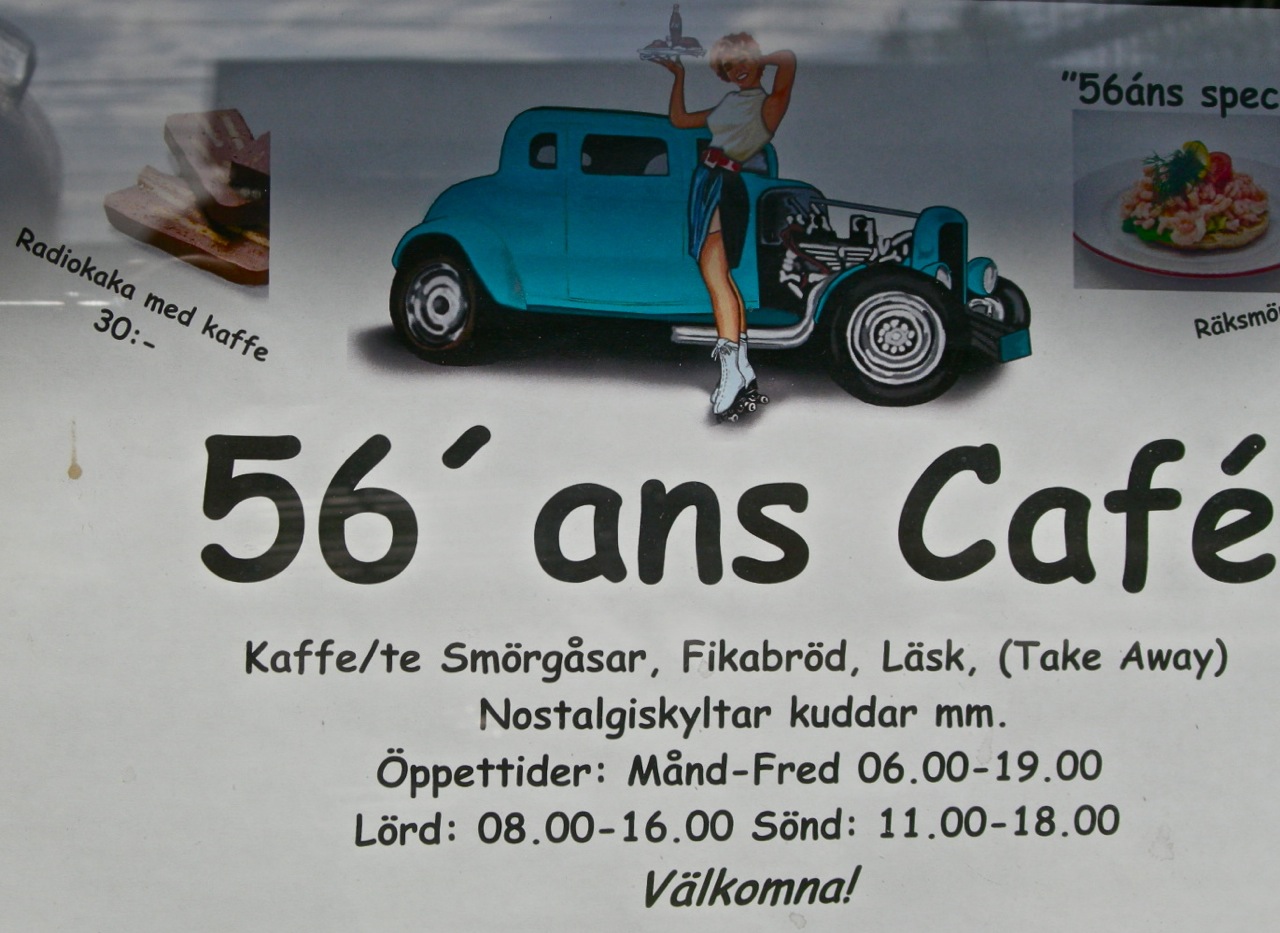 "56áns spec
Radiokaka med kaffe
30:-
Räksmö
56´ans Café
Kaffe/te Smörgåsar, Fikabröd, Läsk, (Take Away)
Nostalgiskyltar kuddar mm.
Öppettider: Månd-Fred 06.00-19.00
Lörd: 08.00-16.00 Sönd: 11.00-18.00
Välkomna!